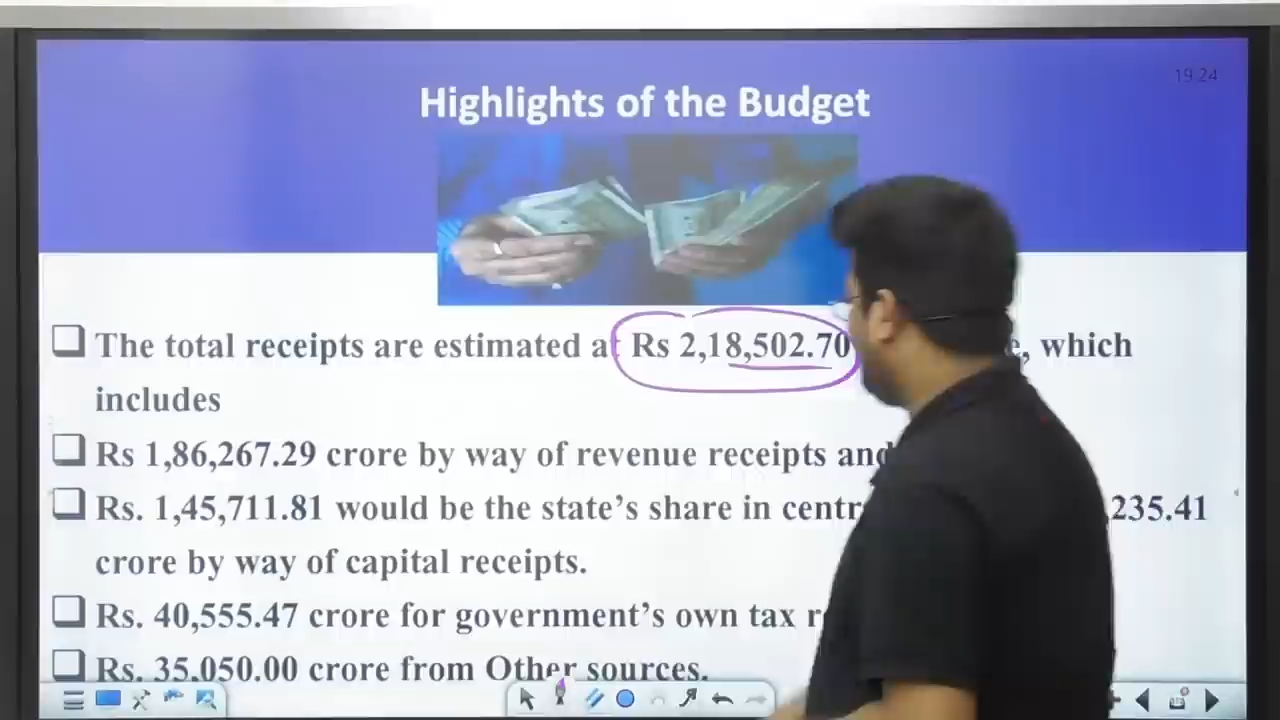 19:24
Highlights of the Budget
The total receipts are estimated at Rs 2,18,502.70 which
includes
Rs 1,86,267.29 crore by way of revenue receipts and
Rs. 1,45,711.81 would be the state’s share in 235.41
crore by way of capital receipts.
Rs. 40,555.47 crore for government’s own tax
Rs. 35,050.00 crore from Other sources.